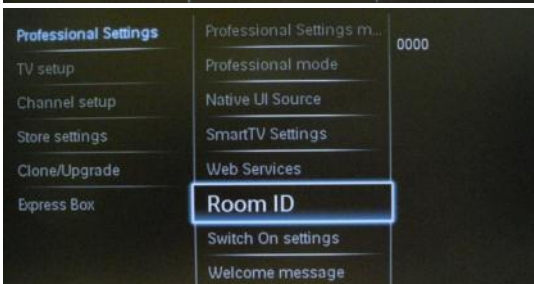 Professional Settings
TV setup
Channel setup
Store settings
Clone/Upgrade
Express Box
Professional Settings m...
Professional mode
Native UI Source
SmartTV Settings
Web Services
Room ID
Switch On settings
Welcome message
0000